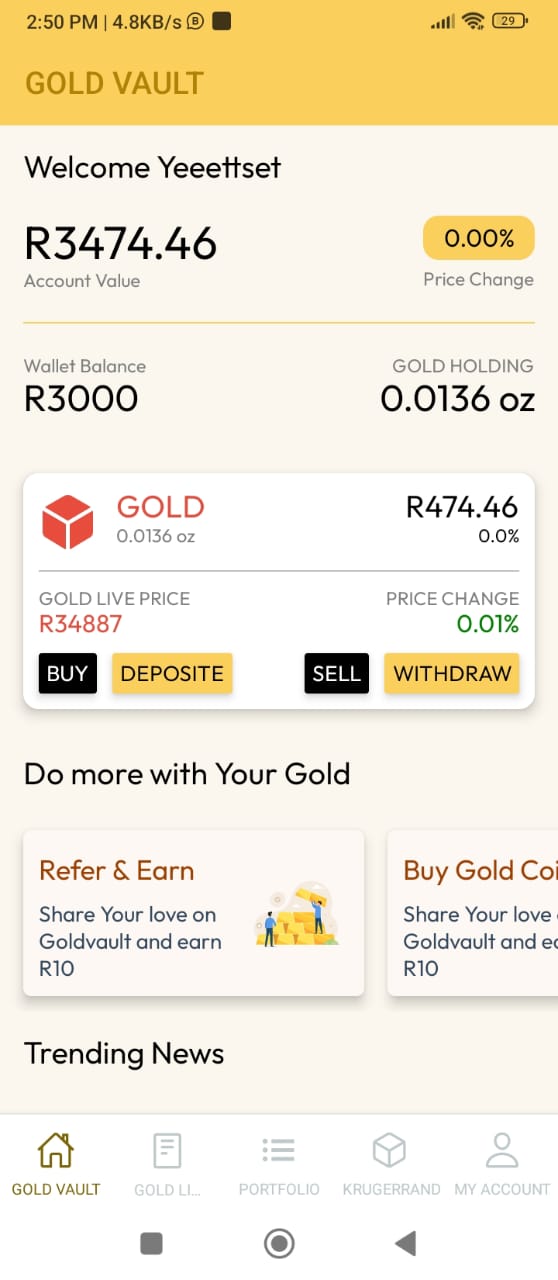 2:50 PM | 4.8KB/s
29
GOLD VAULT
Welcome Yeeettset
R3474.46
0.00%
Account Value
Price Change
Wallet Balance
GOLD HOLDING
R3000
0.0136 oz
GOLD
R474.46
0.0136 oz
0.0%
GOLD LIVE PRICE
PRICE CHANGE
R34887
0.01%
BUY
DEPOSITE
SELL
WITHDRAW
Do more with Your Gold
Refer & Earn
Share Your love on
Goldvault and earn
R10
Buy Gold Coi
Share Your love
Goldvault and ea
R10
Trending News
GOLD VAULT
GOLD LI...
PORTFOLIO
KRUGERRAND
MY ACCOUNT